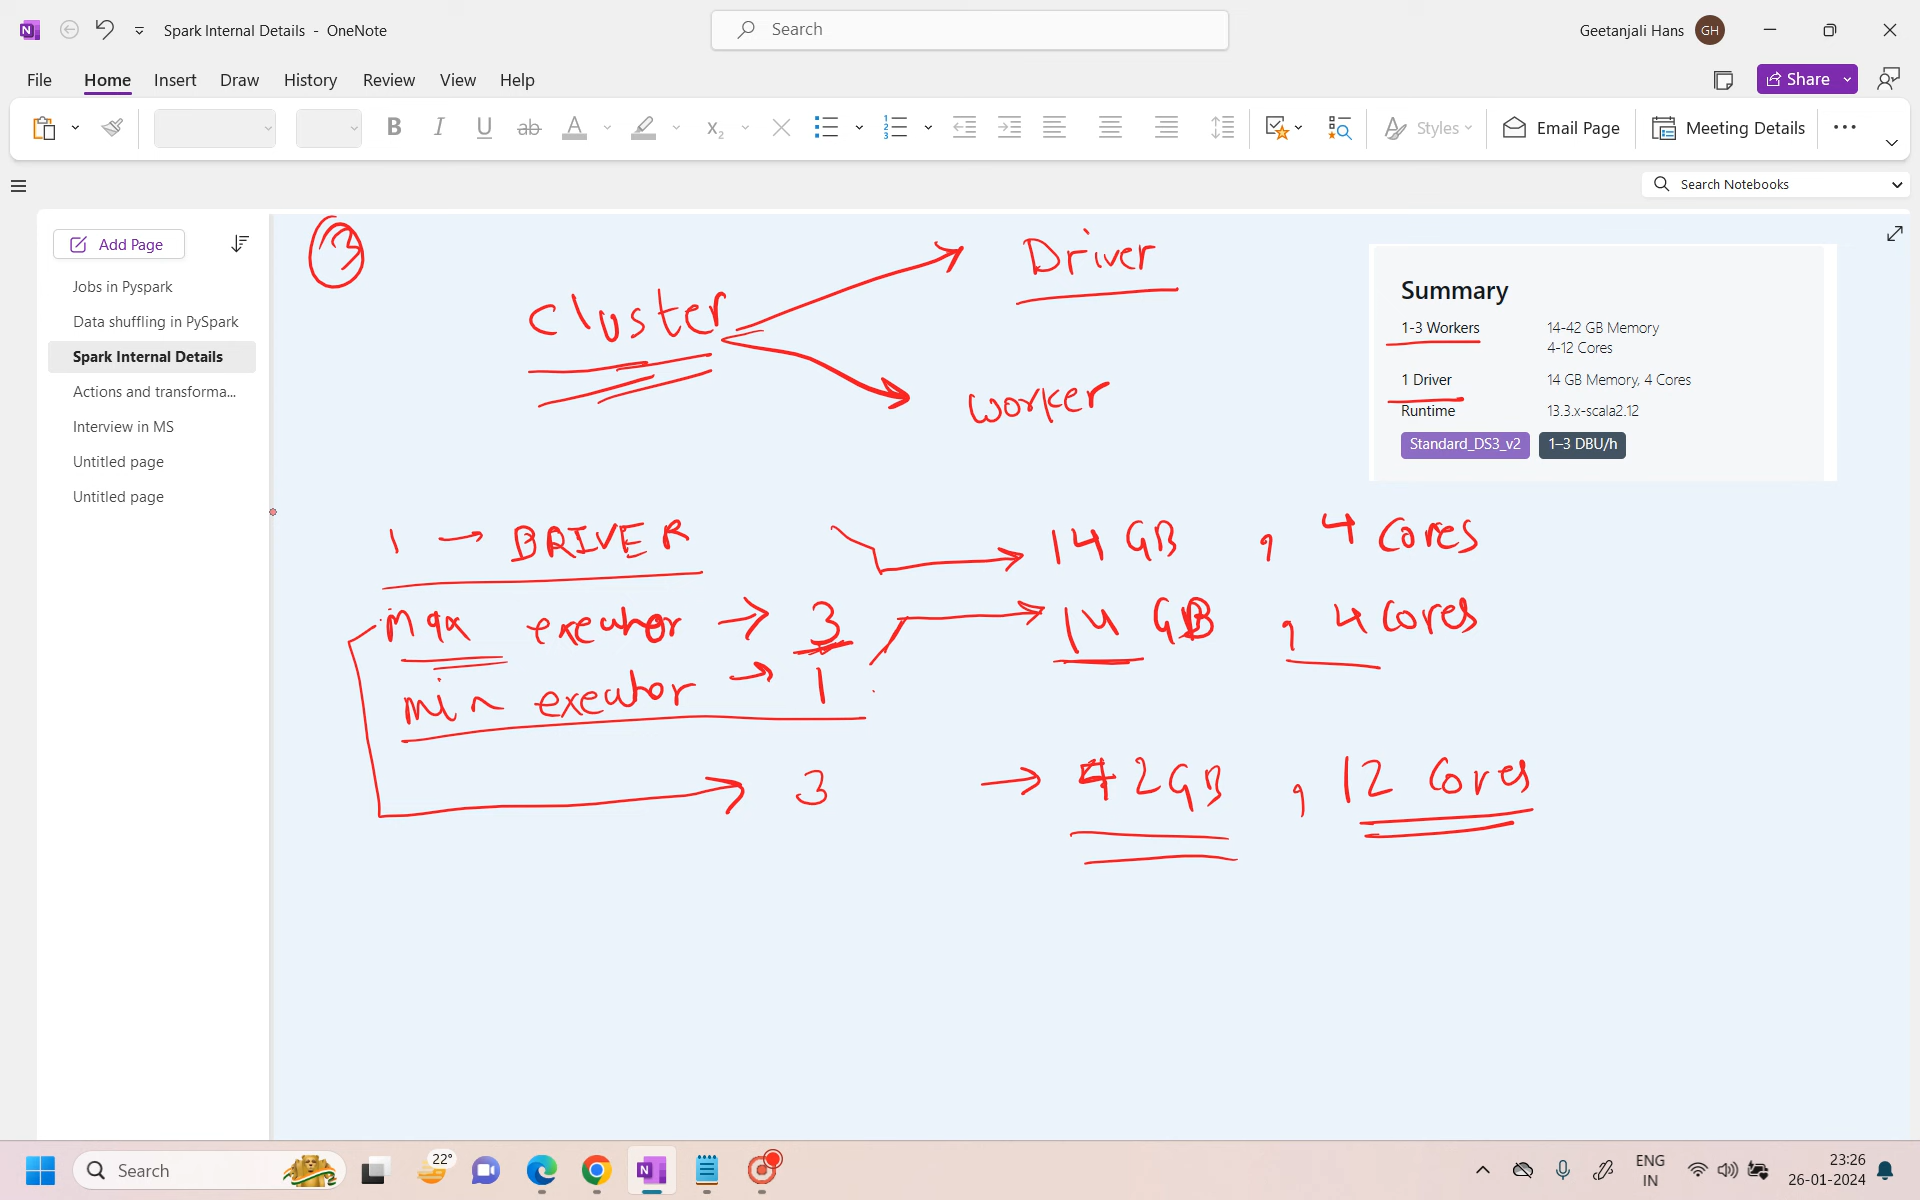 Spark Internal Details - OneNote
Search
Geetanjali Hans GH
File Home Insert Draw History Review View Help
Share
B I U ab A x₂ Styles Email Page Meeting Details
Search Notebooks
Add Page
Jobs in Pyspark
Data shuffling in PySpark
Spark Internal Details
Actions and transforma...
Interview in MS
Untitled page
Untitled page
3
cluster
Driver
worker
Summary
1-3 Workers 14-42 GB Memory
4-12 Cores
1 Driver 14 GB Memory, 4 Cores
Runtime 13.3.x-scala2.12
Standard_DS3_v2 1–3 DBU/h
1 → DRIVER → 14 GB , 4 Cores
max executor → 3 → 14 GB , 4 Cores
min executor → 1
→ 3 → 42GB , 12 Cores
Search
22°
ENG
IN
23:26
26-01-2024